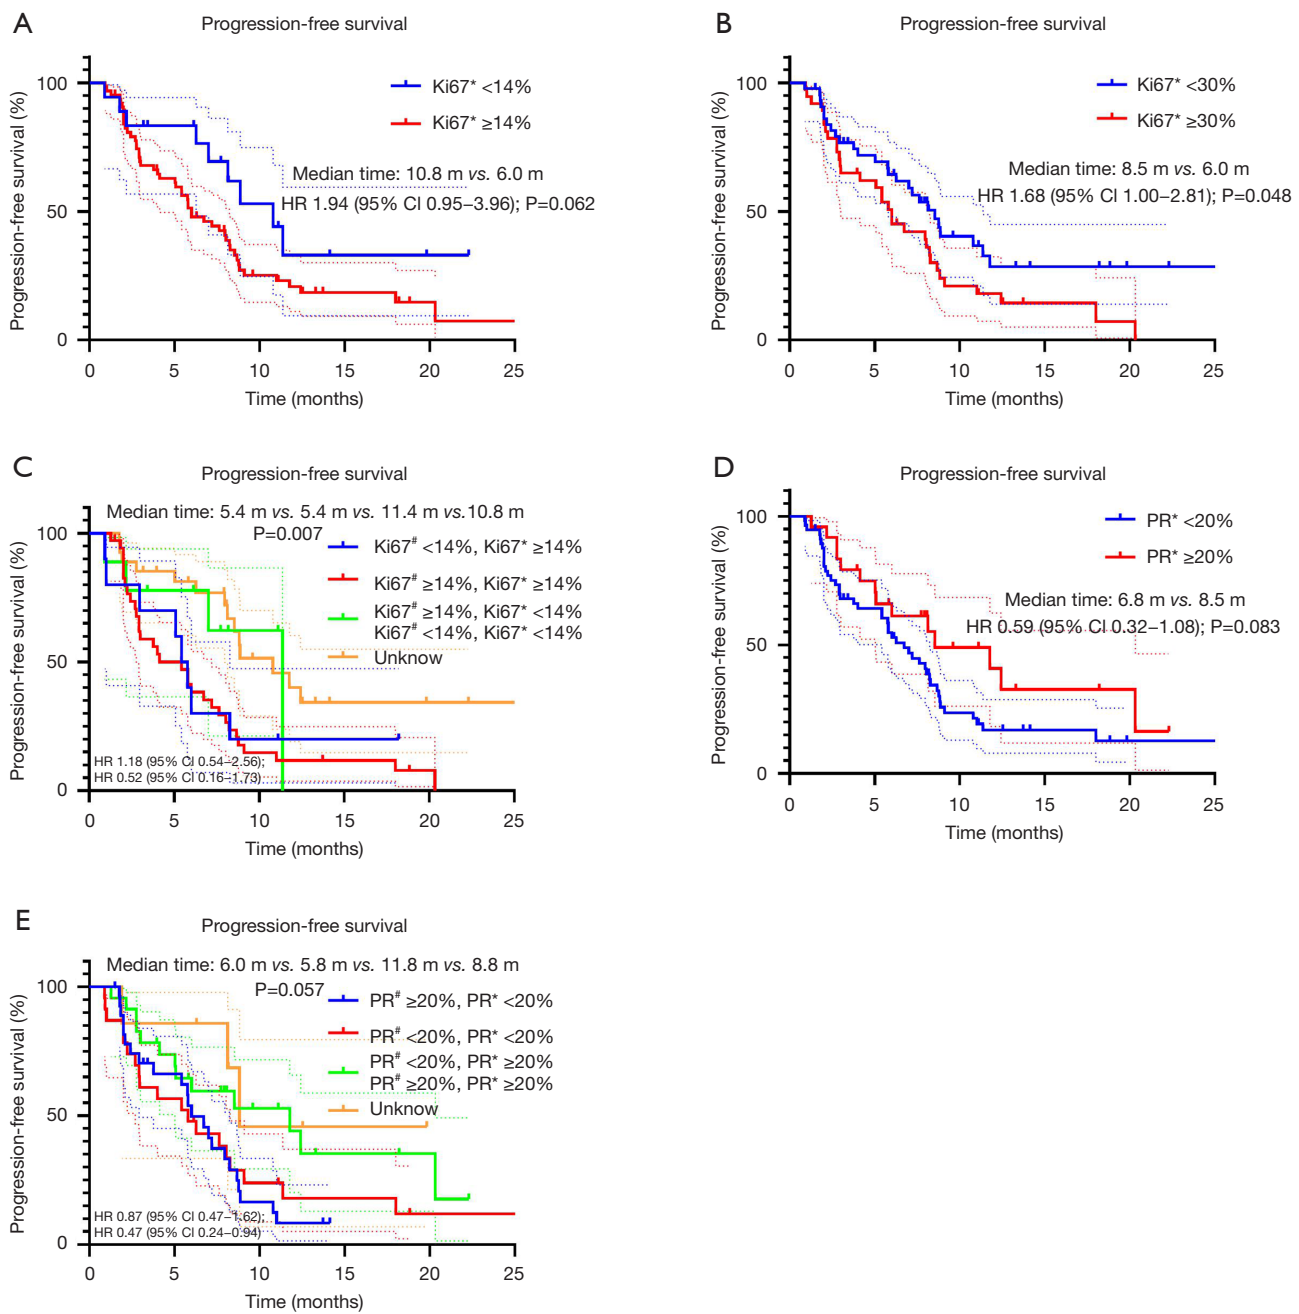 A
Progression-free survival
Progression-free survival (%)
100
50
0
Ki67* <14%
Ki67* ≥14%
Median time: 10.8 m vs. 6.0 m
HR 1.94 (95% CI 0.95–3.96); P=0.062
0 5 10 15 20 25
Time (months)
B
Progression-free survival
Progression-free survival (%)
100
50
0
Ki67* <30%
Ki67* ≥30%
Median time: 8.5 m vs. 6.0 m
HR 1.68 (95% CI 1.00–2.81); P=0.048
0 5 10 15 20 25
Time (months)
C
Progression-free survival
Progression-free survival (%)
Median time: 5.4 m vs. 5.4 m vs. 11.4 m vs.10.8 m
P=0.007
100
50
0
Ki67# <14%, Ki67* ≥14%
Ki67# ≥14%, Ki67* ≥14%
Ki67# ≥14%, Ki67* <14%
Ki67# <14%, Ki67* <14%
Unknow
HR 1.18 (95% CI 0.54–2.56);
HR 0.52 (95% CI 0.16–1.73)
0 5 10 15 20 25
Time (months)
D
Progression-free survival
Progression-free survival (%)
100
50
0
PR* <20%
PR* ≥20%
Median time: 6.8 m vs. 8.5 m
HR 0.59 (95% CI 0.32–1.08); P=0.083
0 5 10 15 20 25
Time (months)
E
Progression-free survival
Progression-free survival (%)
Median time: 6.0 m vs. 5.8 m vs. 11.8 m vs. 8.8 m
P=0.057
100
50
0
PR# ≥20%, PR* <20%
PR# <20%, PR* <20%
PR# <20%, PR* ≥20%
PR# ≥20%, PR* ≥20%
Unknow
HR 0.87 (95% CI 0.47–1.62);
HR 0.47 (95% CI 0.24–0.94)
0 5 10 15 20 25
Time (months)